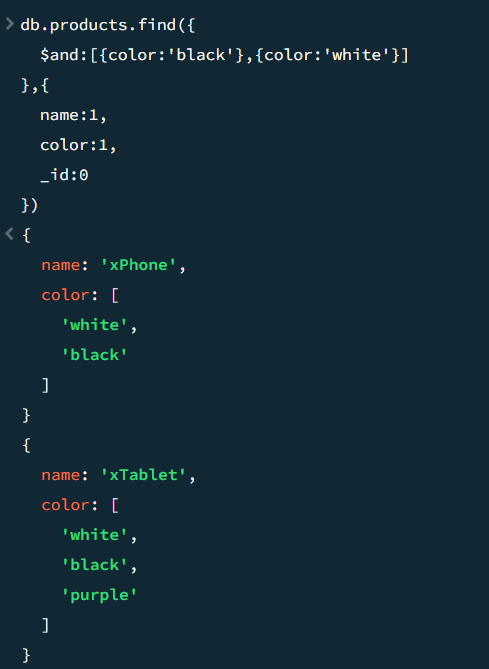 > db.products.find({
$and:[{color:'black'},{color:'white'}]
},{
name:1,
color:1,
_id:0
})
< {
name: 'xPhone',
color: [
'white',
'black'
]
}
{
name: 'xTablet',
color: [
'white',
'black',
'purple'
]
}